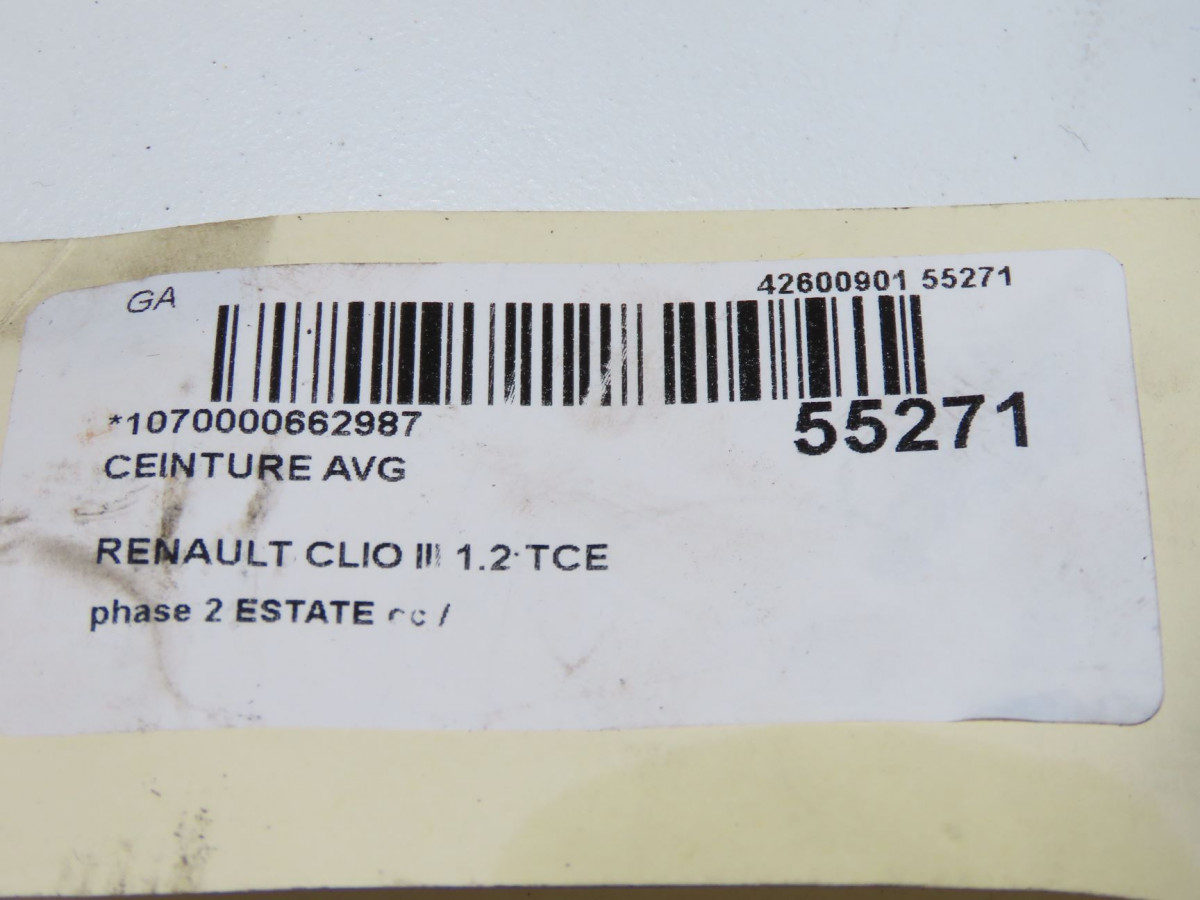 GA
42600901 55271
*1070000662987
55271
CEINTURE AVG
RENAULT CLIO III 1.2 TCE
phase 2 ESTATE /